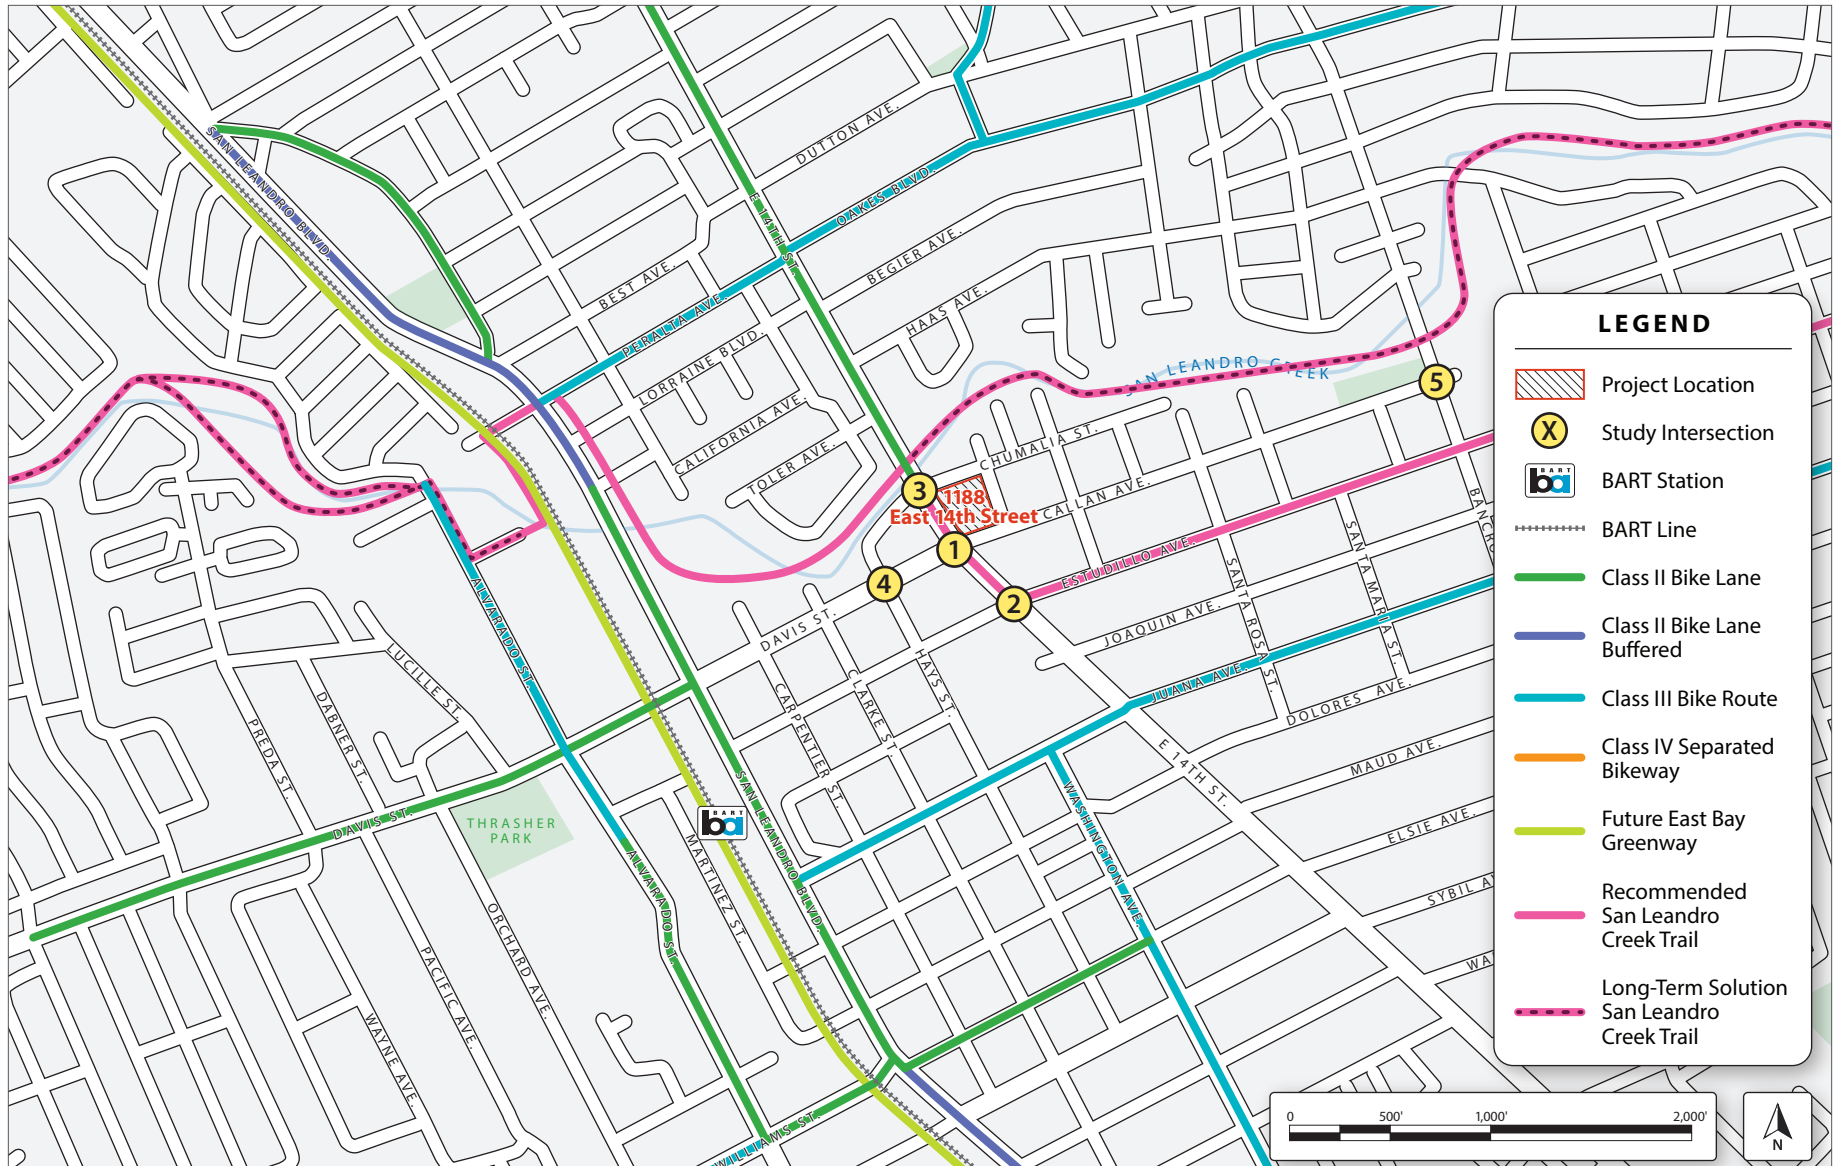 DUTTON AVE.
SAN LEANDRO BLVD.
E 14TH ST.
OAKES BLVD.
BEGIER AVE.
BEST AVE.
PERALTA AVE.
HAAS AVE.
LORRAINE BLVD.
SAN LEANDRO CREEK
CALIFORNIA AVE.
TOLER AVE.
CHUMALIA ST.
CALLAN AVE.
5
3
1188
East 14th Street
1
4
2
ESTUDILLO AVE.
SANTA ROSA ST.
SANTA MARIA ST.
BANCRO
JOAQUIN AVE.
JUANA AVE.
DOLORES AVE.
MAUD AVE.
ELSIE AVE.
SYBIL AV
WA
E 14TH ST.
DAVIS ST.
HAYS ST.
CLARKE ST.
CARPENTER ST.
ALVARADO ST.
LUCILLE ST.
DABNER ST.
PREDA ST.
DAVIS ST.
THRASHER
PARK
BART
ba
SAN LEANDRO BLVD.
WASHINGTON AVE.
MARTINEZ ST.
ALVARADO ST.
ORCHARD AVE.
PACIFIC AVE.
WAYNE AVE.
WILLIAMS ST.
LEGEND
Project Location
X
Study Intersection
BART
ba
BART Station
BART Line
Class II Bike Lane
Class II Bike Lane
Buffered
Class III Bike Route
Class IV Separated
Bikeway
Future East Bay
Greenway
Recommended
San Leandro
Creek Trail
Long-Term Solution
San Leandro
Creek Trail
0 500' 1,000' 2,000'
N